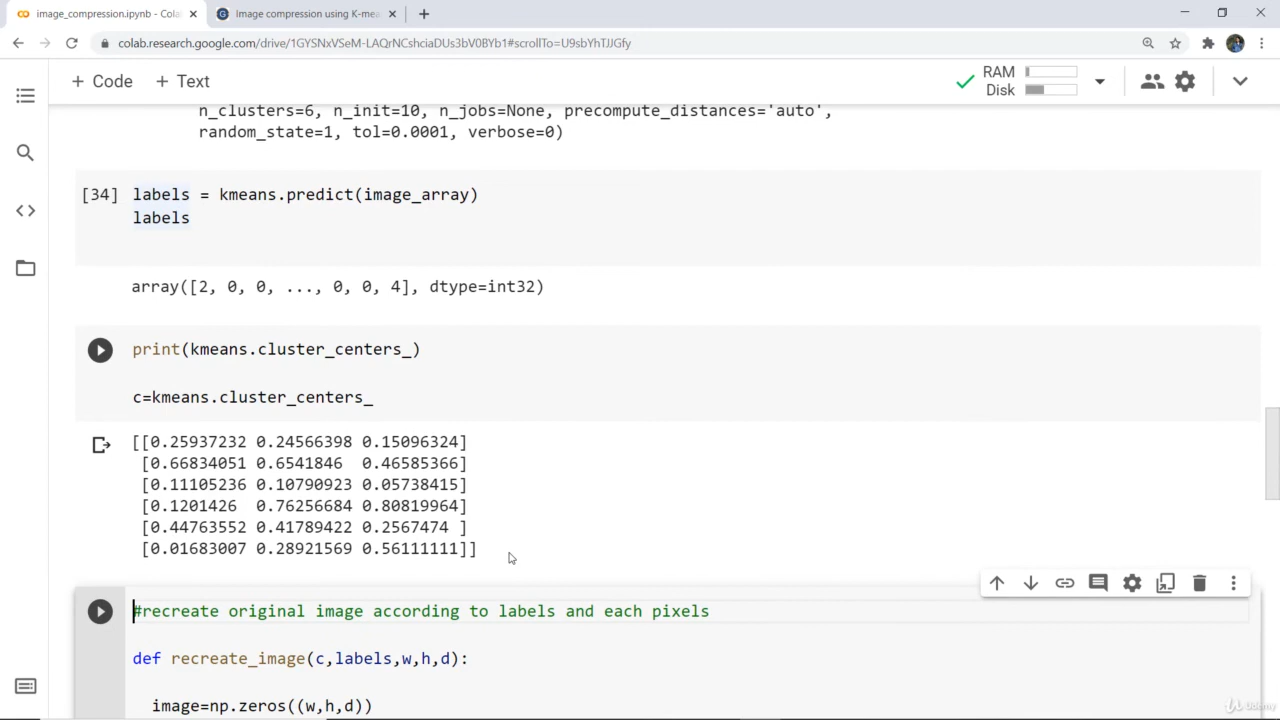 image_compression.ipynb - Cola
Image compression using K-mea
colab.research.google.com/drive/1GYSNxVSeM-LAQrNCshciaDUs3bV0BYb1#scrollTo=U9sbYhTJJGfy
+ Code + Text
RAM
Disk
n_clusters=6, n_init=10, n_jobs=None, precompute_distances='auto',
random_state=1, tol=0.0001, verbose=0)
[34] labels = kmeans.predict(image_array)
labels
array([2, 0, 0, ..., 0, 0, 4], dtype=int32)
print(kmeans.cluster_centers_)
c=kmeans.cluster_centers_
[[0.25937232 0.24566398 0.15096324]
[0.66834051 0.6541846  0.46585366]
[0.11105236 0.10790923 0.05738415]
[0.1201426  0.76256684 0.80819964]
[0.44763552 0.41789422 0.2567474 ]
[0.01683007 0.28921569 0.56111111]]
#recreate original image according to labels and each pixels
def recreate_image(c,labels,w,h,d):
image=np.zeros((w,h,d))
Udemy